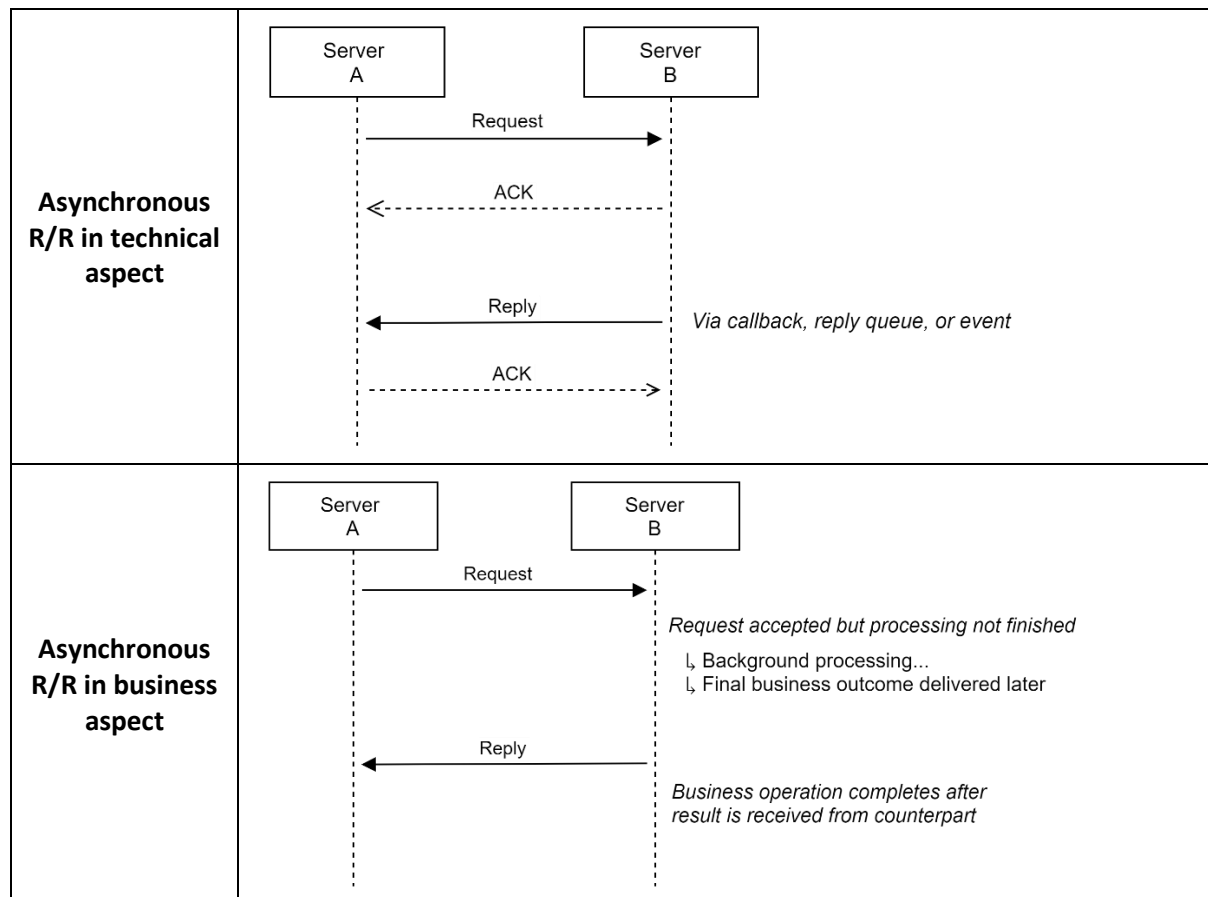 Asynchronous
R/R in technical
aspect
Server
A
Server
B
Request
ACK
Reply
Via callback, reply queue, or event
ACK
Asynchronous
R/R in business
aspect
Server
A
Server
B
Request
Request accepted but processing not finished
↳ Background processing...
↳ Final business outcome delivered later
Reply
Business operation completes after
result is received from counterpart